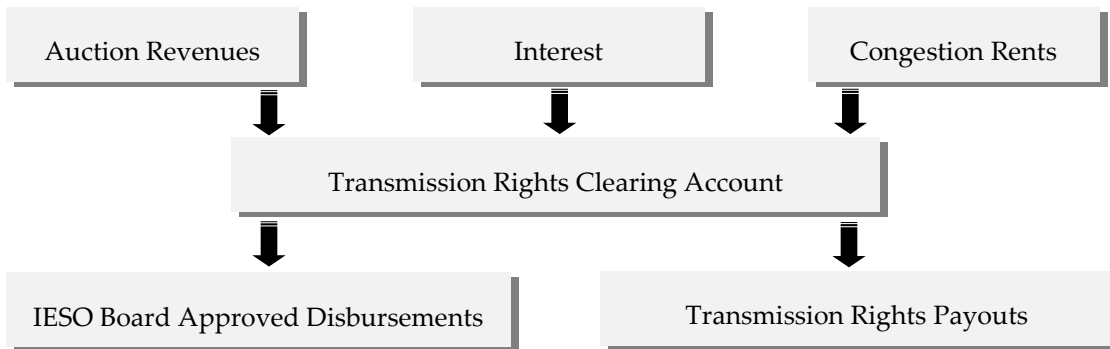 Auction Revenues
Interest
Congestion Rents
Transmission Rights Clearing Account
IESO Board Approved Disbursements
Transmission Rights Payouts